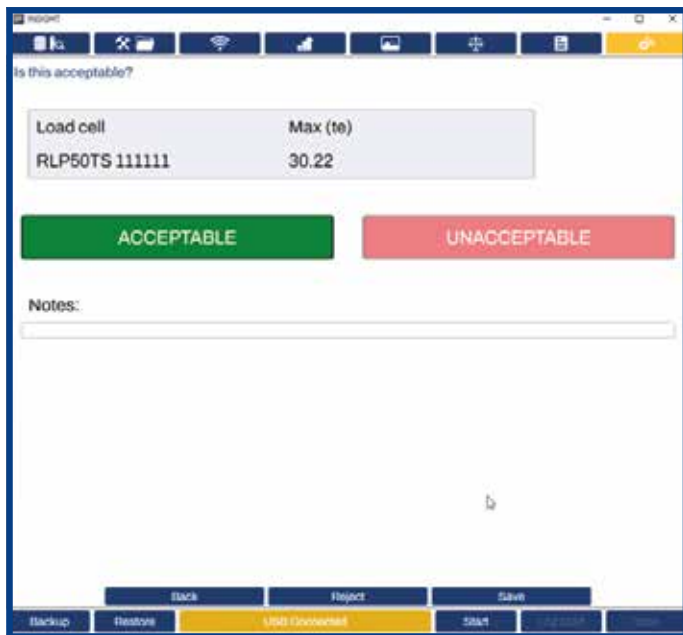 INSIGHT
Is this acceptable?
Load cell Max (te)
RLP50TS 111111 30.22
ACCEPTABLE UNACCEPTABLE
Notes:
Back Reject Save
Backup Restore USB Connected Start